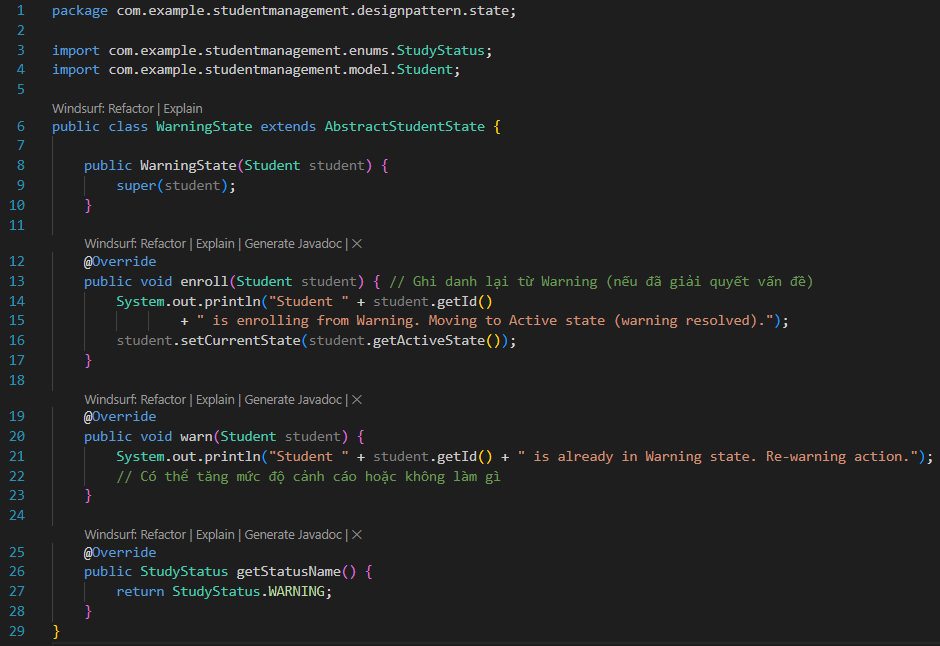 1 package com.example.studentmanagement.designpattern.state;
2
3 import com.example.studentmanagement.enums.StudyStatus;
4 import com.example.studentmanagement.model.Student;
5
Windsurf: Refactor | Explain
6 public class WarningState extends AbstractStudentState {
7
8 public WarningState(Student student) {
9 super(student);
10 }
11
Windsurf: Refactor | Explain | Generate Javadoc | ✕
12 @Override
13 public void enroll(Student student) { // Ghi danh lại từ Warning (nếu đã giải quyết vấn đề)
14 System.out.println("Student " + student.getId()
15 + " is enrolling from Warning. Moving to Active state (warning resolved).");
16 student.setCurrentState(student.getActiveState());
17 }
18
Windsurf: Refactor | Explain | Generate Javadoc | ✕
19 @Override
20 public void warn(Student student) {
21 System.out.println("Student " + student.getId() + " is already in Warning state. Re-warning action.");
22 // Có thể tăng mức độ cảnh cáo hoặc không làm gì
23 }
24
Windsurf: Refactor | Explain | Generate Javadoc | ✕
25 @Override
26 public StudyStatus getStatusName() {
27 return StudyStatus.WARNING;
28 }
29 }